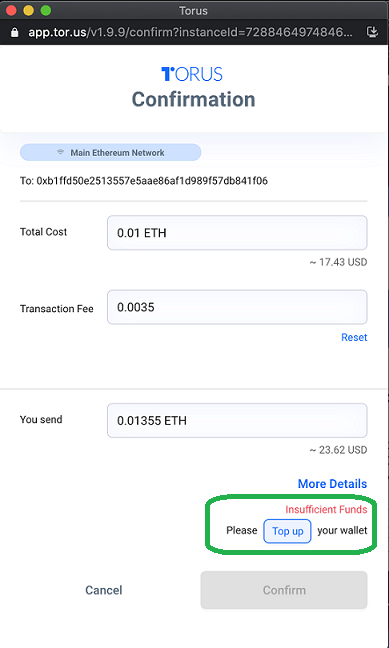 Torus
app.tor.us/v1.9.9/confirm?instanceId=7288464974846...
TORUS
Confirmation
Main Ethereum Network
To: 0xb1ffd50e2513557e5aae86af1d989f57db841f06
Total Cost 0.01 ETH
~ 17.43 USD
Transaction Fee 0.0035
Reset
You send 0.01355 ETH
~ 23.62 USD
More Details
Insufficient Funds
Please Top up your wallet
Cancel Confirm